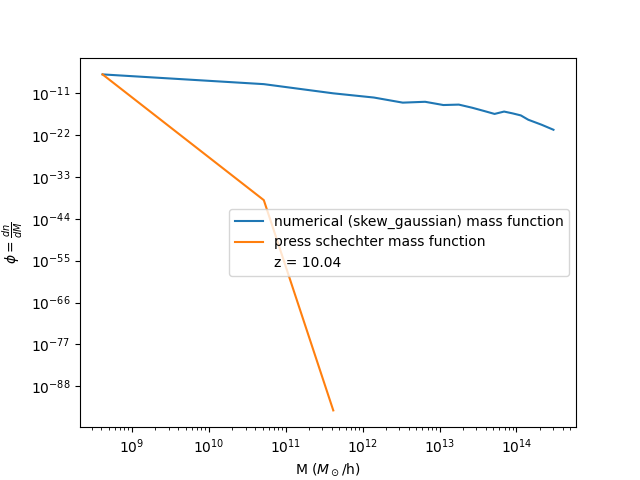 10⁻¹¹
10⁻²²
10⁻³³
10⁻⁴⁴
10⁻⁵⁵
10⁻⁶⁶
10⁻⁷⁷
10⁻⁸⁸
ϕ = dn/dM
numerical (skew_gaussian) mass function
press schechter mass function
z = 10.04
10⁹ 10¹⁰ 10¹¹ 10¹² 10¹³ 10¹⁴
M (M⊙/h)